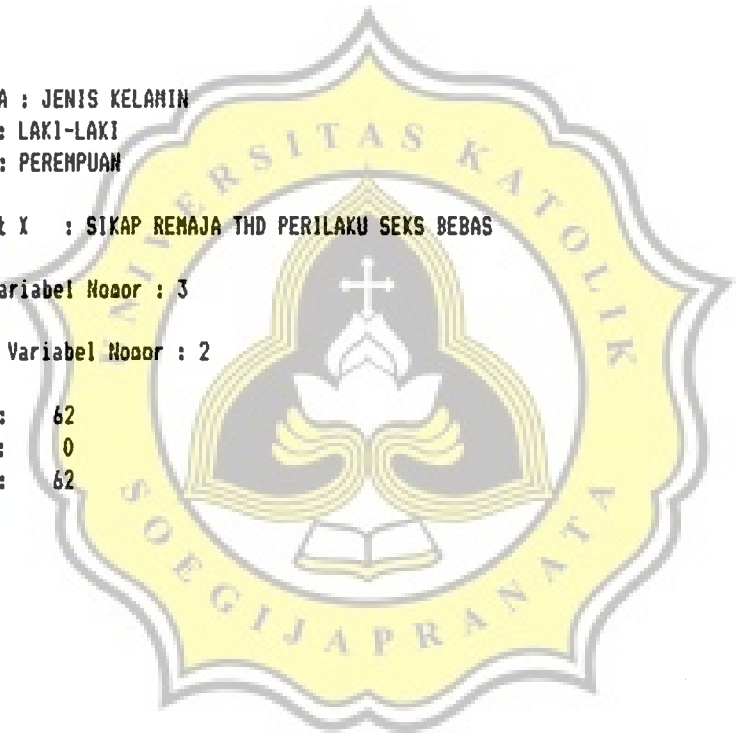 A : JENIS KELAMIN
: LAKI-LAKI
: PEREMPUAN
t X : SIKAP REMAJA THD PERILAKU SEKS BEBAS
ariabel Nomor : 3
Variabel Nomor : 2
: 62
: 0
: 62
UNIVERSITAS KATOLIK
SOEGIJAPRANATA